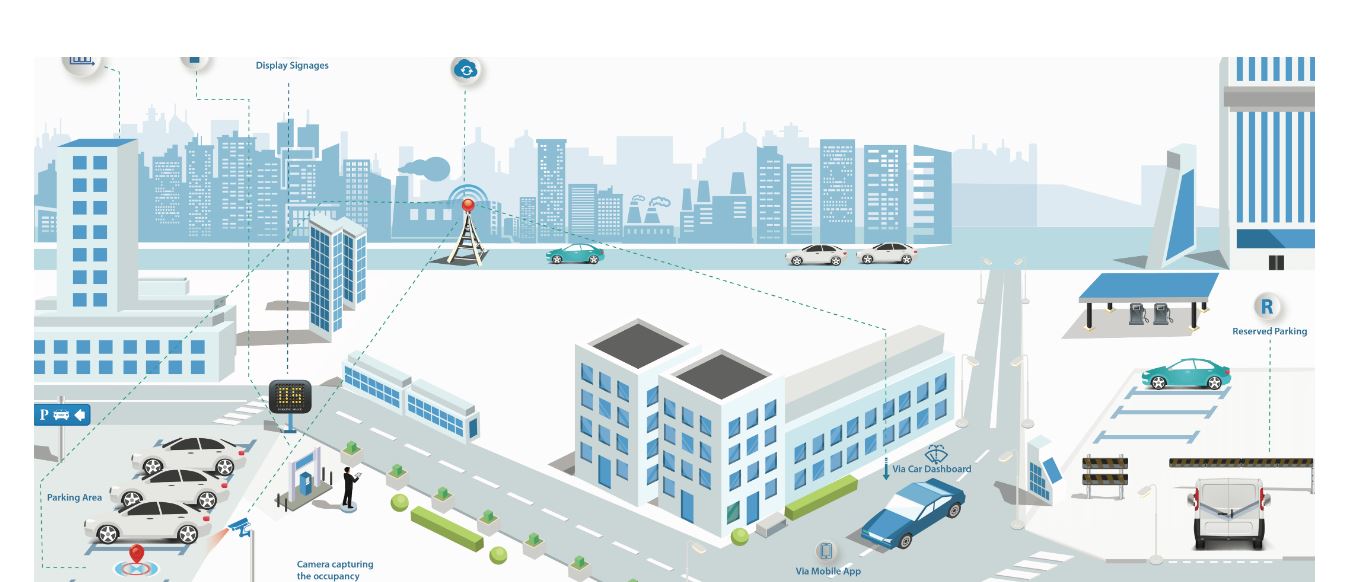 Display Signages
R
Reserved Parking
05
P
Via Car Dashboard
Parking Area
Camera capturing
the occupancy
Via Mobile App